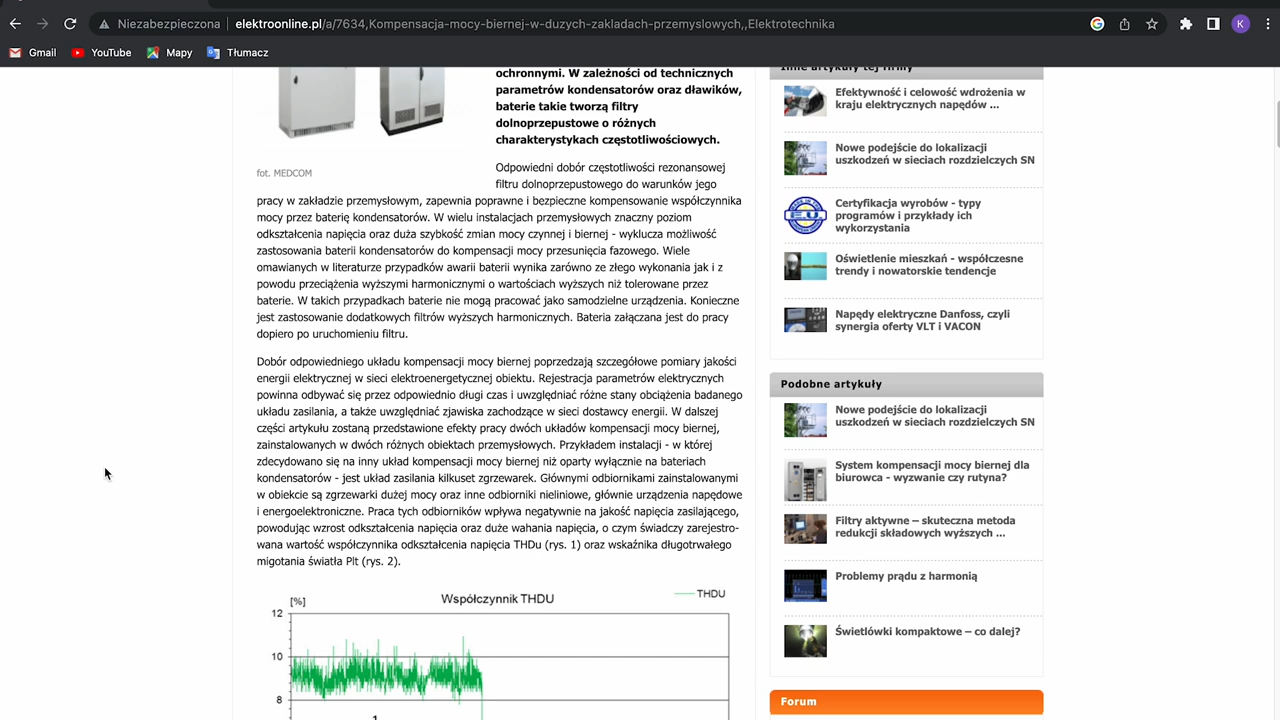 Niezabezpieczona
elektroonline.pl/a/7634,Kompensacja-mocy-biernej-w-duzych-zakladach-przemyslowych,,Elektrotechnika
K
Gmail
YouTube
Mapy
Tłumacz
ochronnymi. W zależności od technicznych
parametrów kondensatorów oraz dławików,
baterie takie tworzą filtry
dolnoprzepustowe o różnych
charakterystykach częstotliwościowych.
fot. MEDCOM
Odpowiedni dobór częstotliwości rezonansowej
filtru dolnoprzepustowego do warunków jego
pracy w zakładzie przemysłowym, zapewnia poprawne i bezpieczne kompensowanie współczynnika
mocy przez baterię kondensatorów. W wielu instalacjach przemysłowych znaczny poziom
odkształcenia napięcia oraz duża szybkość zmian mocy czynnej i biernej - wyklucza możliwość
zastosowania baterii kondensatorów do kompensacji mocy przesunięcia fazowego. Wiele
omawianych w literaturze przypadków awarii baterii wynika zarówno ze złego wykonania jak i z
powodu przeciążenia wyższymi harmonicznymi o wartościach wyższych niż tolerowane przez
baterie. W takich przypadkach baterie nie mogą pracować jako samodzielne urządzenia. Konieczne
jest zastosowanie dodatkowych filtrów wyższych harmonicznych. Bateria załączana jest do pracy
dopiero po uruchomieniu filtru.
Dobór odpowiedniego układu kompensacji mocy biernej poprzedzają szczegółowe pomiary jakości
energii elektrycznej w sieci elektroenergetycznej obiektu. Rejestracja parametrów elektrycznych
powinna odbywać się przez odpowiednio długi czas i uwzględniać różne stany obciążenia badanego
układu zasilania, a także uwzględniać zjawiska zachodzące w sieci dostawcy energii. W dalszej
części artykułu zostaną przedstawione efekty pracy dwóch układów kompensacji mocy biernej,
zainstalowanych w dwóch różnych obiektach przemysłowych. Przykładem instalacji - w której
zdecydowano się na inny układ kompensacji mocy biernej niż oparty wyłącznie na bateriach
kondensatorów - jest układ zasilania kilkuset zgrzewarek. Głównymi odbiornikami zainstalowanymi
w obiekcie są zgrzewarki dużej mocy oraz inne odbiorniki nieliniowe, głównie urządzenia napędowe
i energoelektroniczne. Praca tych odbiorników wpływa negatywnie na jakość napięcia zasilającego,
powodując wzrost odkształcenia napięcia oraz duże wahania napięcia, o czym świadczy zarejestro-
wana wartość współczynnika odkształcenia napięcia THDu (rys. 1) oraz wskaźnika długotrwałego
migotania światła Plt (rys. 2).
[%]
Współczynnik THDU
THDU
12
10
8
1
Inne artykuły tej firmy
Efektywność i celowość wdrożenia w
kraju elektrycznych napędów ...
Nowe podejście do lokalizacji
uszkodzeń w sieciach rozdzielczych SN
Certyfikacja wyrobów - typy
programów i przykłady ich
wykorzystania
Oświetlenie mieszkań - współczesne
trendy i nowatorskie tendencje
Napędy elektryczne Danfoss, czyli
synergia oferty VLT i VACON
Podobne artykuły
Nowe podejście do lokalizacji
uszkodzeń w sieciach rozdzielczych SN
System kompensacji mocy biernej dla
biurowca - wyzwanie czy rutyna?
Filtry aktywne – skuteczna metoda
redukcji składowych wyższych ...
Problemy prądu z harmonią
Świetlówki kompaktowe – co dalej?
Forum